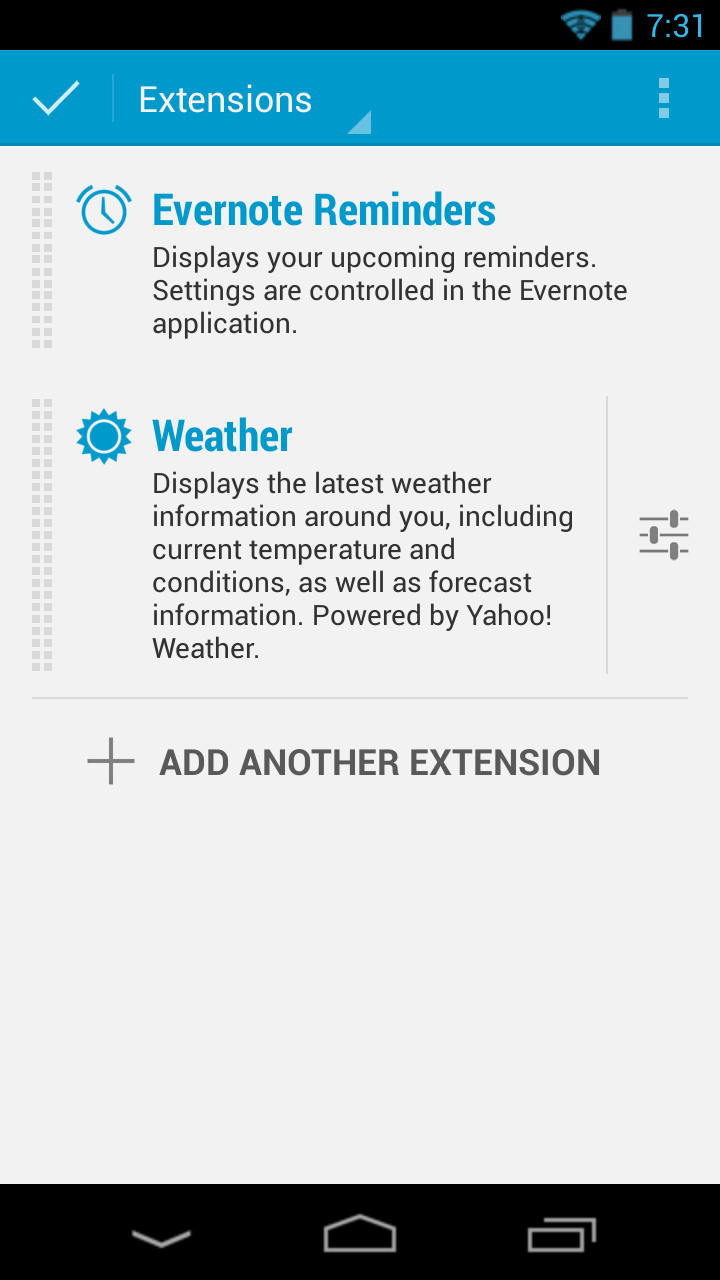 7:31
Extensions
Evernote Reminders
Displays your upcoming reminders.
Settings are controlled in the Evernote
application.
Weather
Displays the latest weather
information around you, including
current temperature and
conditions, as well as forecast
information. Powered by Yahoo!
Weather.
ADD ANOTHER EXTENSION